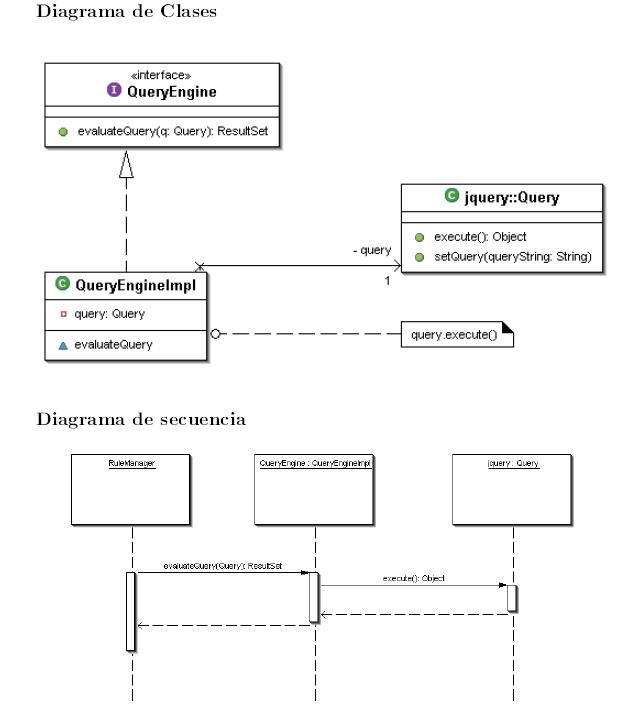 Diagrama de Clases
«interface»
I QueryEngine
evaluateQuery(q: Query): ResultSet
C jquery::Query
execute(): Object
setQuery(queryString: String)
- query
1
C QueryEngineImpl
query: Query
evaluateQuery
query.execute()
Diagrama de secuencia
RuleManager
QueryEngine : QueryEngineImpl
jquery : Query
evaluateQuery(Query): ResultSet
execute(): Object